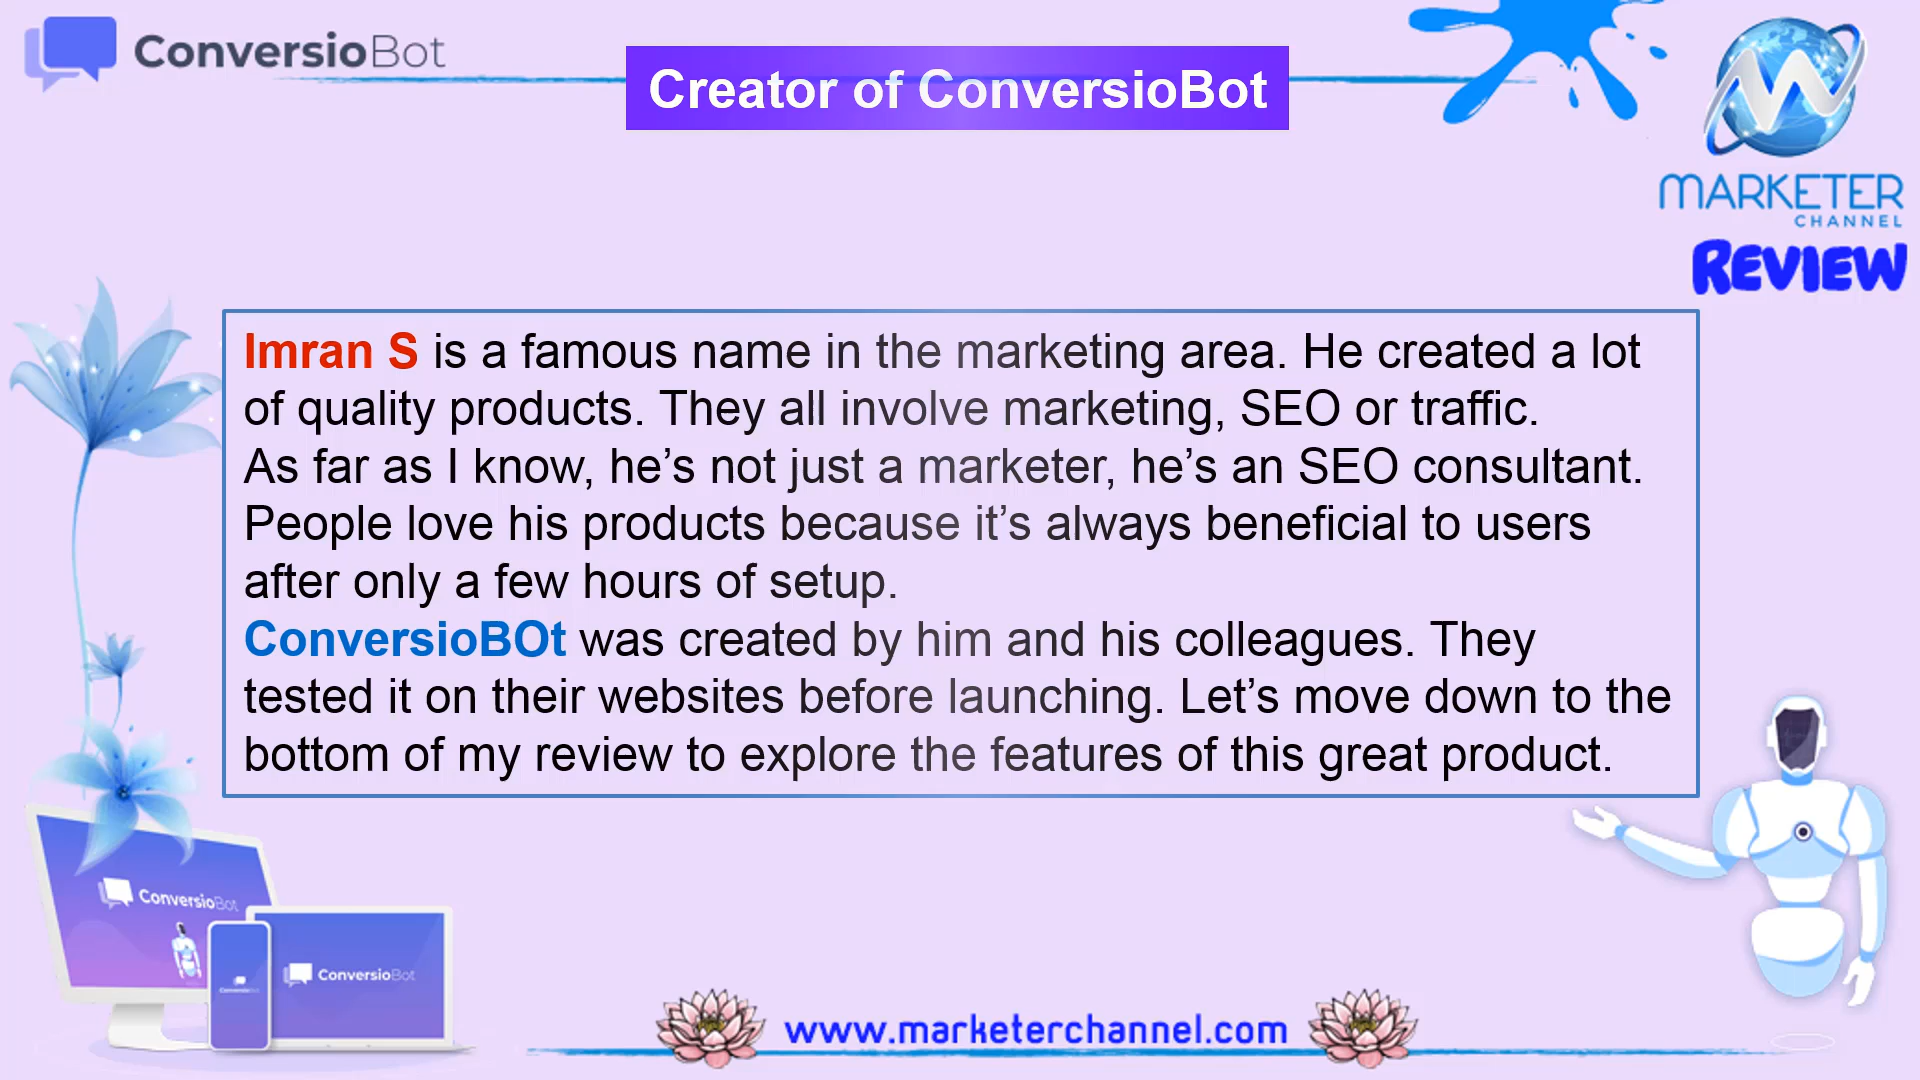 ConversioBot
Creator of ConversioBot
MARKETER
CHANNEL
REVIEW
Imran S is a famous name in the marketing area. He created a lot
of quality products. They all involve marketing, SEO or traffic.
As far as I know, he’s not just a marketer, he’s an SEO consultant.
People love his products because it’s always beneficial to users
after only a few hours of setup.
ConversioBOt was created by him and his colleagues. They
tested it on their websites before launching. Let’s move down to the
bottom of my review to explore the features of this great product.
ConversioBot
ConversioBot
ConversioBot
www.marketerchannel.com